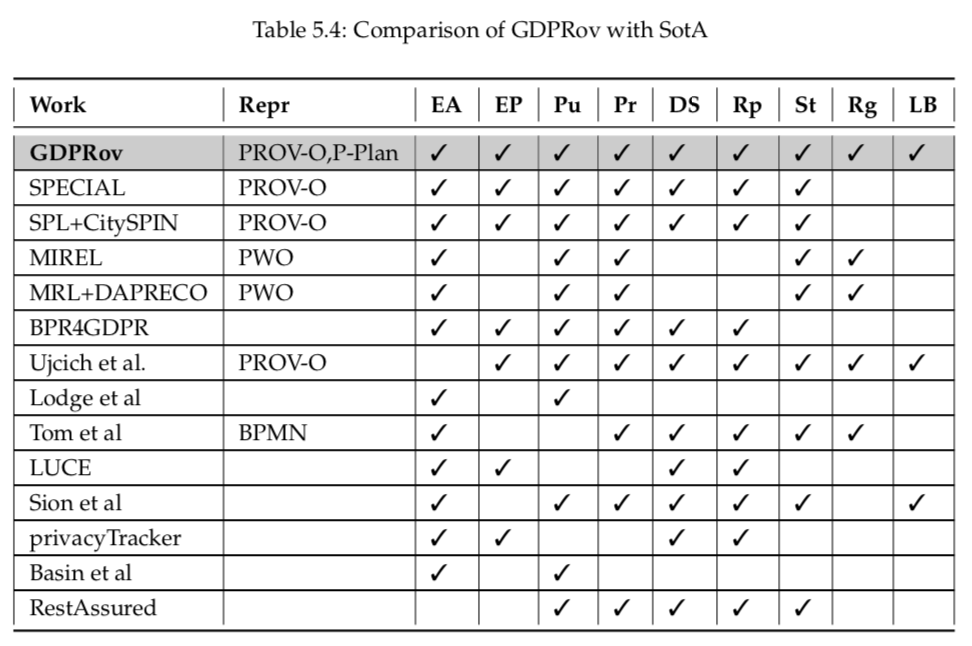 Table 5.4: Comparison of GDPRov with SotA
Work Repr EA EP Pu Pr DS Rp St Rg LB
GDPRov PROV-O,P-Plan ✓ ✓ ✓ ✓ ✓ ✓ ✓ ✓ ✓
SPECIAL PROV-O ✓ ✓ ✓ ✓ ✓ ✓ ✓
SPL+CitySPIN PROV-O ✓ ✓ ✓ ✓ ✓ ✓ ✓
MIREL PWO ✓ ✓ ✓ ✓ ✓
MRL+DAPRECO PWO ✓ ✓ ✓ ✓ ✓
BPR4GDPR ✓ ✓ ✓ ✓ ✓ ✓
Ujcich et al. PROV-O ✓ ✓ ✓ ✓ ✓ ✓ ✓ ✓
Lodge et al ✓ ✓
Tom et al BPMN ✓ ✓ ✓ ✓ ✓ ✓
LUCE ✓ ✓ ✓ ✓
Sion et al ✓ ✓ ✓ ✓ ✓ ✓ ✓
privacyTracker ✓ ✓ ✓ ✓
Basin et al ✓ ✓
RestAssured ✓ ✓ ✓ ✓ ✓